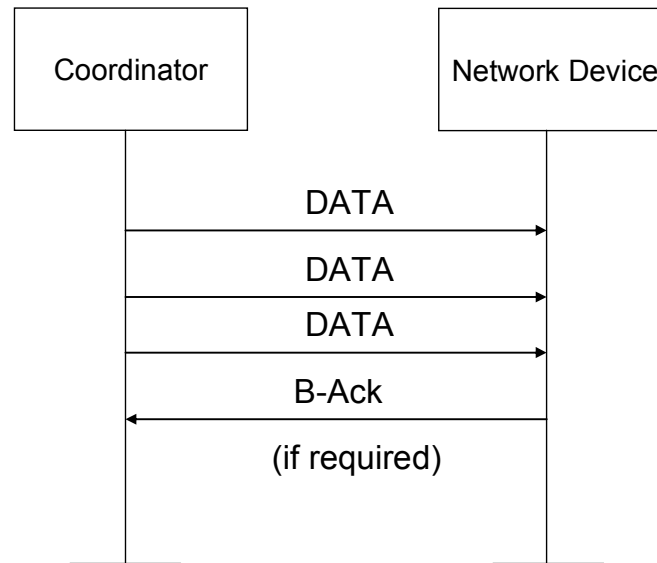 Coordinator
Network Device
DATA
DATA
DATA
B-Ack
(if required)